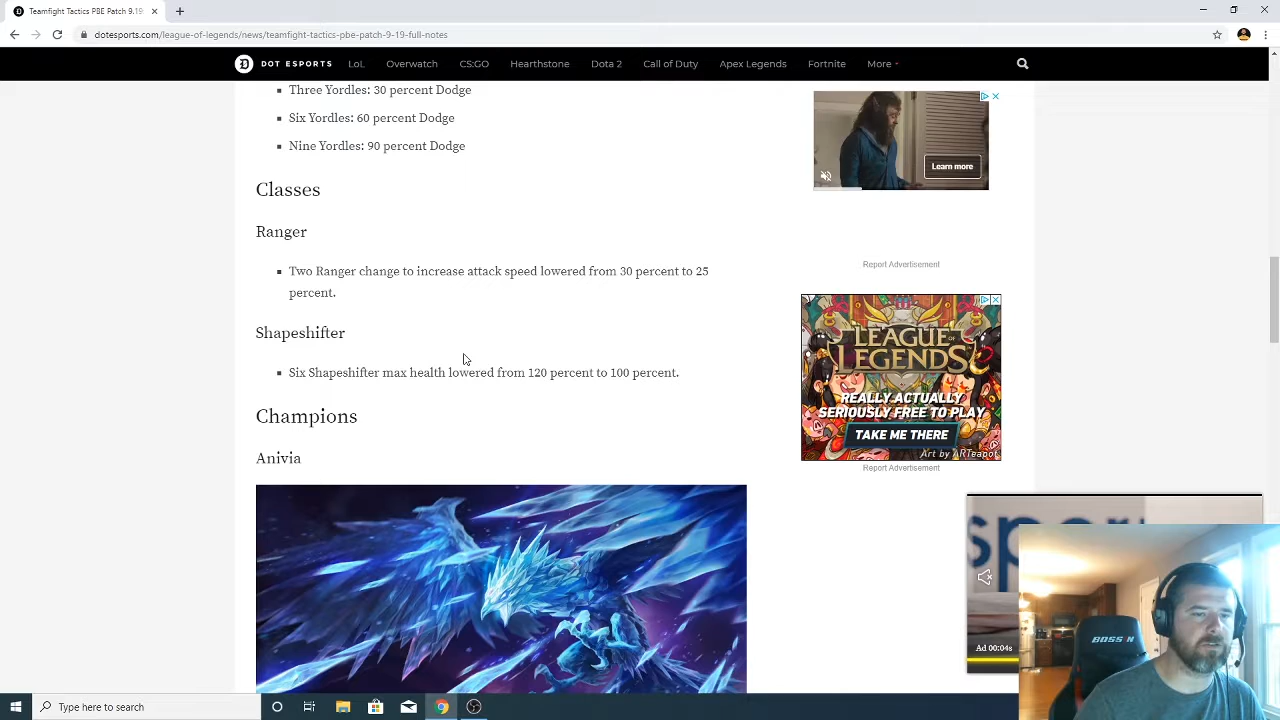 Teamfight Tactics PBE Patch 9.19:
dotesports.com/league-of-legends/news/teamfight-tactics-pbe-patch-9-19-full-notes
DOT ESPORTS
LoL
Overwatch
CS:GO
Hearthstone
Dota 2
Call of Duty
Apex Legends
Fortnite
More
Three Yordles: 30 percent Dodge
Six Yordles: 60 percent Dodge
Nine Yordles: 90 percent Dodge
Learn more
Classes
Ranger
Report Advertisement
Two Ranger change to increase attack speed lowered from 30 percent to 25
percent.
Shapeshifter
Six Shapeshifter max health lowered from 120 percent to 100 percent.
LEAGUE
OF
LEGENDS
REALLY ACTUALLY
SERIOUSLY FREE TO PLAY
TAKE ME THERE
Art by ARTeapot
Report Advertisement
Champions
Anivia
Ad 00:04s
BOSS N
Type here to search